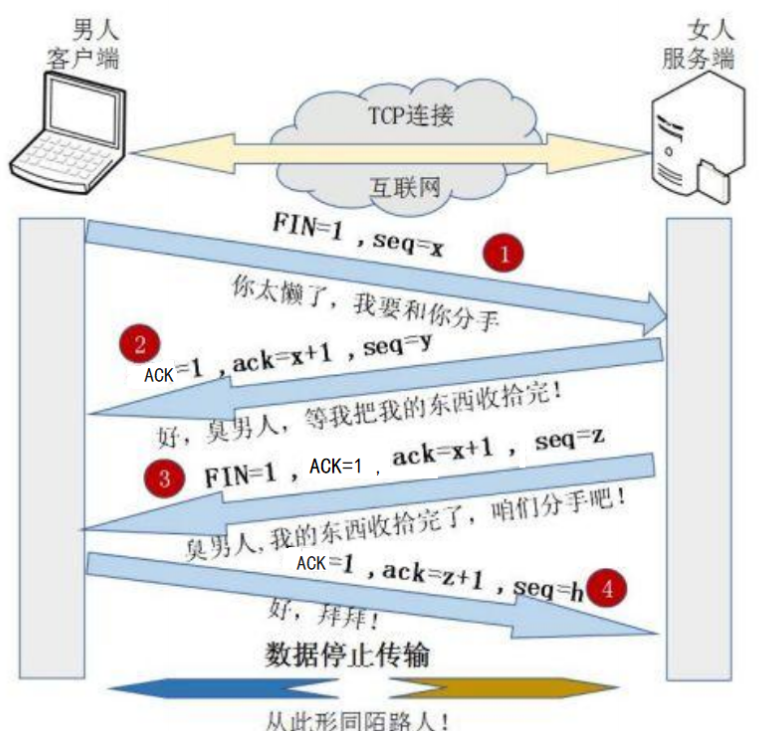 男人
客户端
女人
服务端
TCP连接
互联网
FIN=1 ,seq=x
1
你太懒了，我要和你分手
2
ACK=1 ,ack=x+1 ,seq=y
好，臭男人，等我把我的东西收拾完！
3
FIN=1 , ACK=1 , ack=x+1 , seq=z
臭男人,我的东西收拾完了，咱们分手吧！
ACK=1 ,ack=z+1 ,seq=h
4
好，拜拜！
数据停止传输
从此形同陌路人！